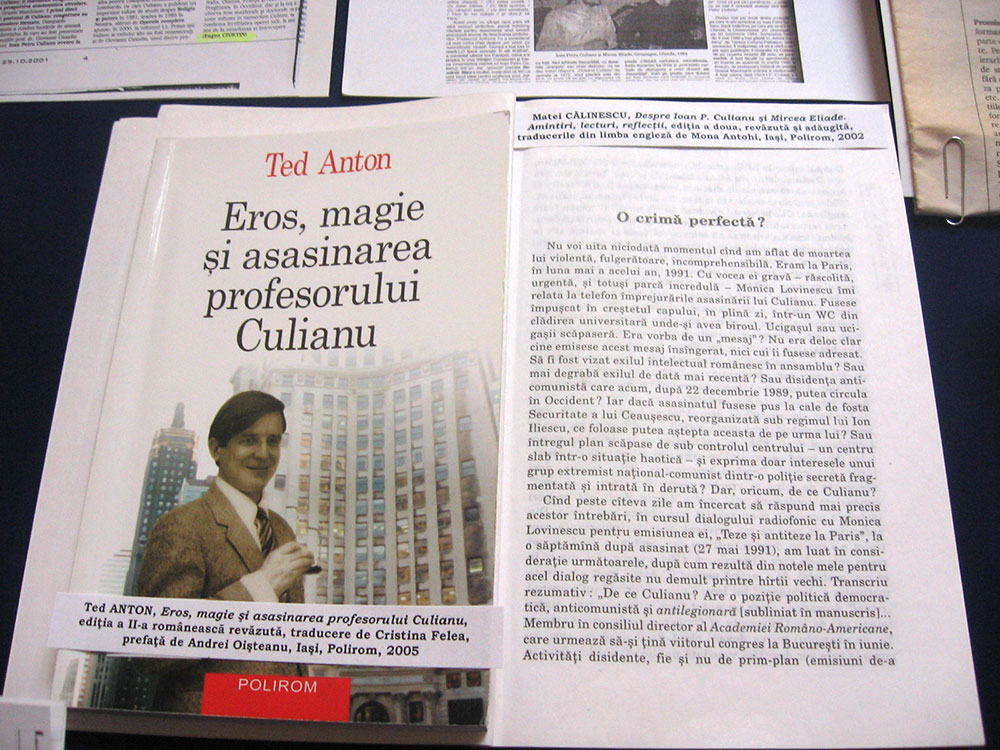 29.10.2001
4
(Eugen CIURTIN)
Ioan Petru Culianu și Mircea Eliade, Groningen, Olanda, 1984
Ted Anton
Eros, magie
și asasinarea
profesorului
Culianu
Ted ANTON, Eros, magie și asasinarea profesorului Culianu,
ediția a II-a românească revăzută, traducere de Cristina Felea,
prefață de Andrei Oișteanu, Iași, Polirom, 2005
POLIROM
Matei CĂLINESCU, Despre Ioan P. Culianu și Mircea Eliade.
Amintiri, lecturi, reflecții, ediția a doua, revăzută și adăugită,
traducerile din limba engleză de Mona Antohi, Iași, Polirom, 2002
O crimă perfectă?
Nu voi uita niciodată momentul cînd am aflat de moartea
lui violentă, fulgerătoare, incomprehensibilă. Eram la Paris,
în luna mai a acelui an, 1991. Cu vocea ei gravă – răscolită,
urgentă, și totuși parcă incredulă – Monica Lovinescu îmi
relata la telefon împrejurările asasinării lui Culianu. Fusese
împușcat în creștetul capului, în plină zi, într-un WC din
clădirea universitară unde-și avea biroul. Ucigașul sau uci-
gașii scăpaseră. Era vorba de un „mesaj”? Nu era deloc clar
cine emisese acest mesaj însîngerat, nici cui îi fusese adresat.
Să fi fost vizat exilul intelectual românesc în ansamblu? Sau
mai degrabă exilul de dată mai recentă? Sau disidența anti-
comunistă care acum, după 22 decembrie 1989, putea circula
în Occident? Iar dacă asasinatul fusese pus la cale de fosta
Securitate a lui Ceaușescu, reorganizată sub regimul lui Ion
Iliescu, ce foloase putea aștepta aceasta de pe urma lui? Sau
întregul plan scăpase de sub controlul centrului – un centru
slab într-o situație haotică – și exprima doar interesele unui
grup extremist național-comunist dintr-o poliție secretă frag-
mentată și intrată în derută? Dar, oricum, de ce Culianu?
Cînd peste cîteva zile am încercat să răspund mai precis
acestor întrebări, în cursul dialogului radiofonic cu Monica
Lovinescu pentru emisiunea ei, „Teze și antiteze la Paris”, la
o săptămînă după asasinat (27 mai 1991), am luat în consi-
derație următoarele, după cum rezultă din notele mele pentru
acel dialog regăsite nu demult printre hîrtii vechi. Transcriu
rezumativ: „De ce Culianu? Are o poziție politică democra-
tică, anticomunistă și antilegionară [subliniat în manuscris]...
Membru în consiliul director al Academiei Româno-Americane,
care urmează să-și țină viitorul congres la București în iunie.
Activități disidente, fie și nu de prim-plan (emisiuni de-a